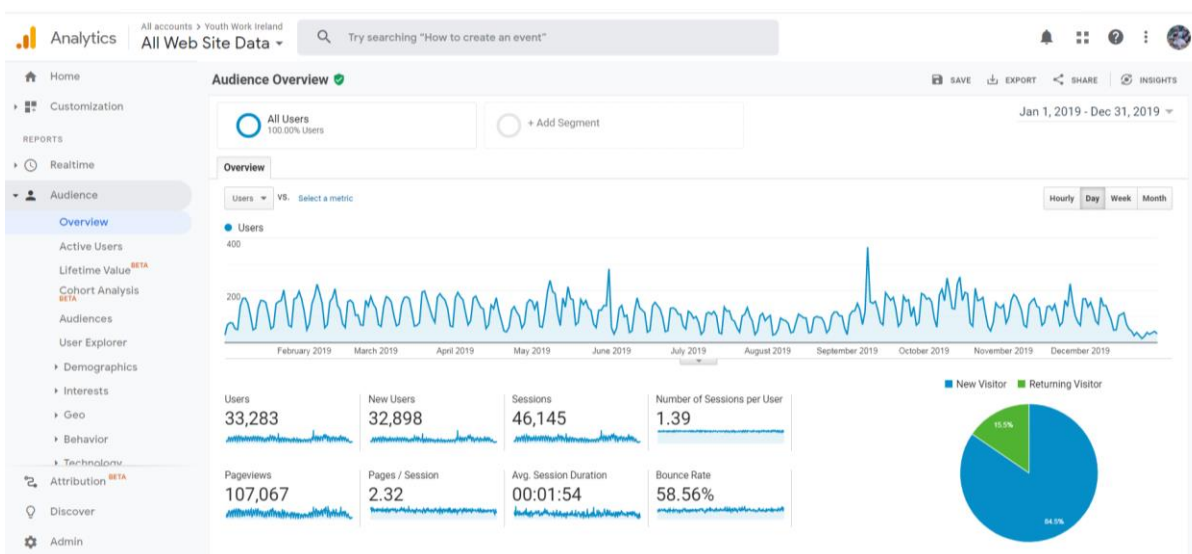 All accounts > Youth Work Ireland
Analytics
All Web Site Data
Try searching "How to create an event"
Home
Customization
REPORTS
Realtime
Audience
Overview
Active Users
Lifetime Value BETA
Cohort Analysis
BETA
Audiences
User Explorer
Demographics
Interests
Geo
Behavior
Technology
Attribution BETA
Discover
Admin
Audience Overview
SAVE EXPORT SHARE INSIGHTS
All Users
100.00% Users
+ Add Segment
Jan 1, 2019 - Dec 31, 2019
Overview
Users VS. Select a metric
Hourly Day Week Month
Users
400
200
February 2019 March 2019 April 2019 May 2019 June 2019 July 2019 August 2019 September 2019 October 2019 November 2019 December 2019
Users
33,283
New Users
32,898
Sessions
46,145
Number of Sessions per User
1.39
Pageviews
107,067
Pages / Session
2.32
Avg. Session Duration
00:01:54
Bounce Rate
58.56%
New Visitor Returning Visitor
15.5%
84.5%